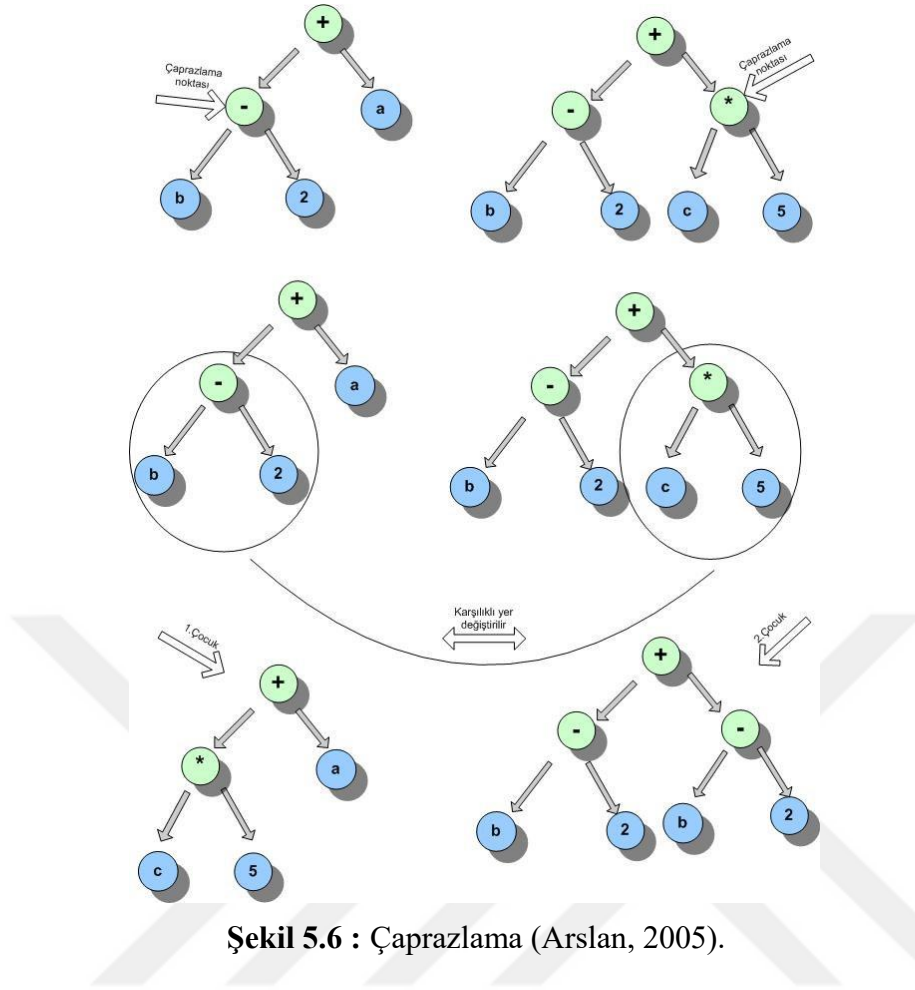 +
+
Çaprazlama
noktası
Çaprazlama
noktası
-
a
-
*
b
2
b
2
c
5
+
+
-
a
-
*
b
2
b
2
c
5
Karşılıklı yer
değiştirilir
1.Çocuk
2.Çocuk
+
+
*
a
-
-
c
5
b
2
b
2
Şekil 5.6 : Çaprazlama (Arslan, 2005).